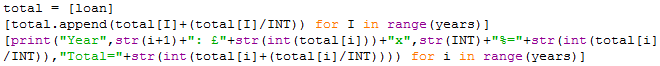 total = [loan]
[total.append(total[I]+(total[I]/INT)) for I in range(years)]
[print("Year",str(i+1)+": £"+str(int(total[i]))+"x",str(INT)+"%="+str(int(total[i]
/INT)),"Total="+str(int(total[i]+(total[i]/INT)))) for i in range(years)]